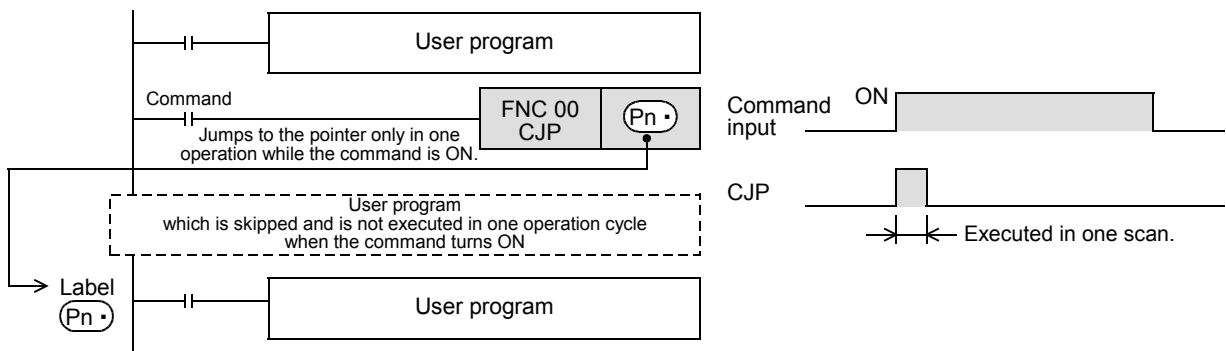 User program
Command
FNC 00
CJP
Pn •
Jumps to the pointer only in one
operation while the command is ON.
User program
which is skipped and is not executed in one operation cycle
when the command turns ON
Label
Pn •
User program
Command
input
ON
CJP
Executed in one scan.